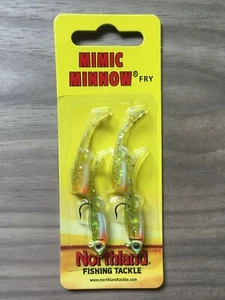 MIMIC
MINNOW® FRY
Northland
FISHING TACKLE
www.northlandtackle.com